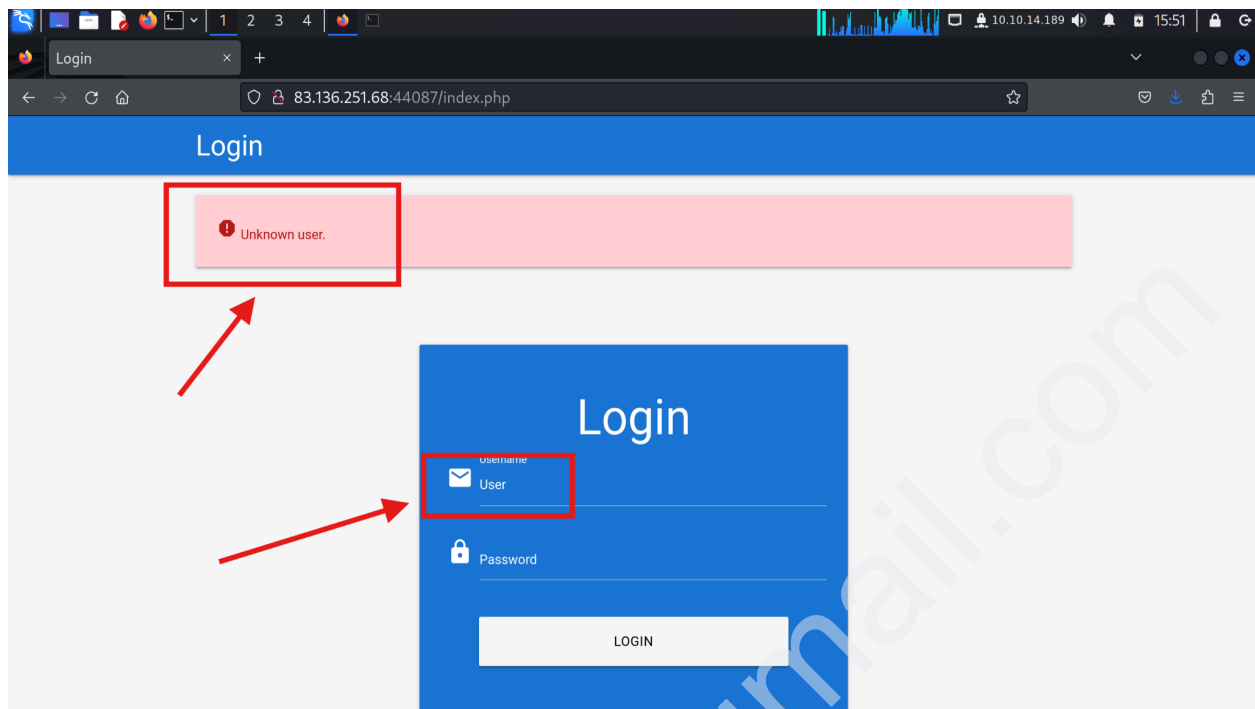 1 2 3 4 10.10.14.189 15:51
Login
83.136.251.68:44087/index.php
Login
Unknown user.
Login
Username
User
Password
LOGIN
mail.com